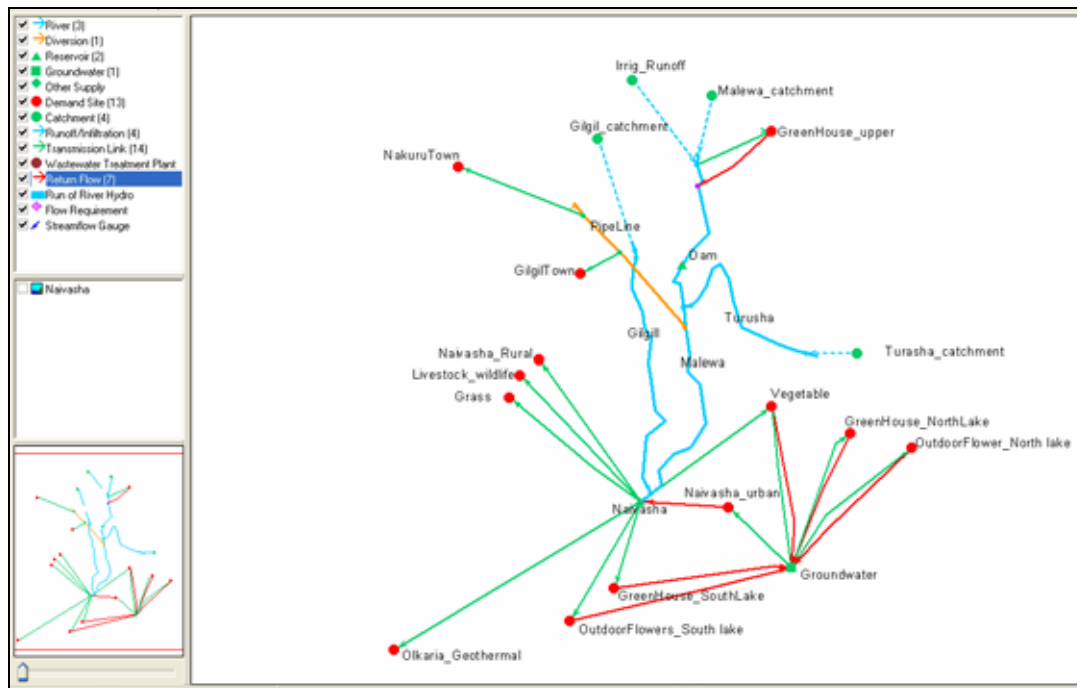 River (3)
Diversion (1)
Reservoir (2)
Groundwater (1)
Other Supply
Demand Site (13)
Catchment (4)
Runoff/Infiltration (4)
Transmission Link (14)
Wastewater Treatment Plant
Return Flow (7)
Run of River Hydro
Flow Requirement
Streamflow Gauge
Naivasha
Irrig_Runoff
Malewa_catchment
Gilgil_catchment
GreenHouse_upper
NakuruTown
PipeLine
Dam
GilgilTown
Turusha
Gilgill
Malewa
Turasha_catchment
Naivasha_Rural
Livestock_wildlife
Grass
Vegetable
GreenHouse_NorthLake
OutdoorFlower_North lake
Naivasha_urban
Naivasha
Groundwater
GreenHouse_SouthLake
OutdoorFlowers_South lake
Olkaria_Geothermal